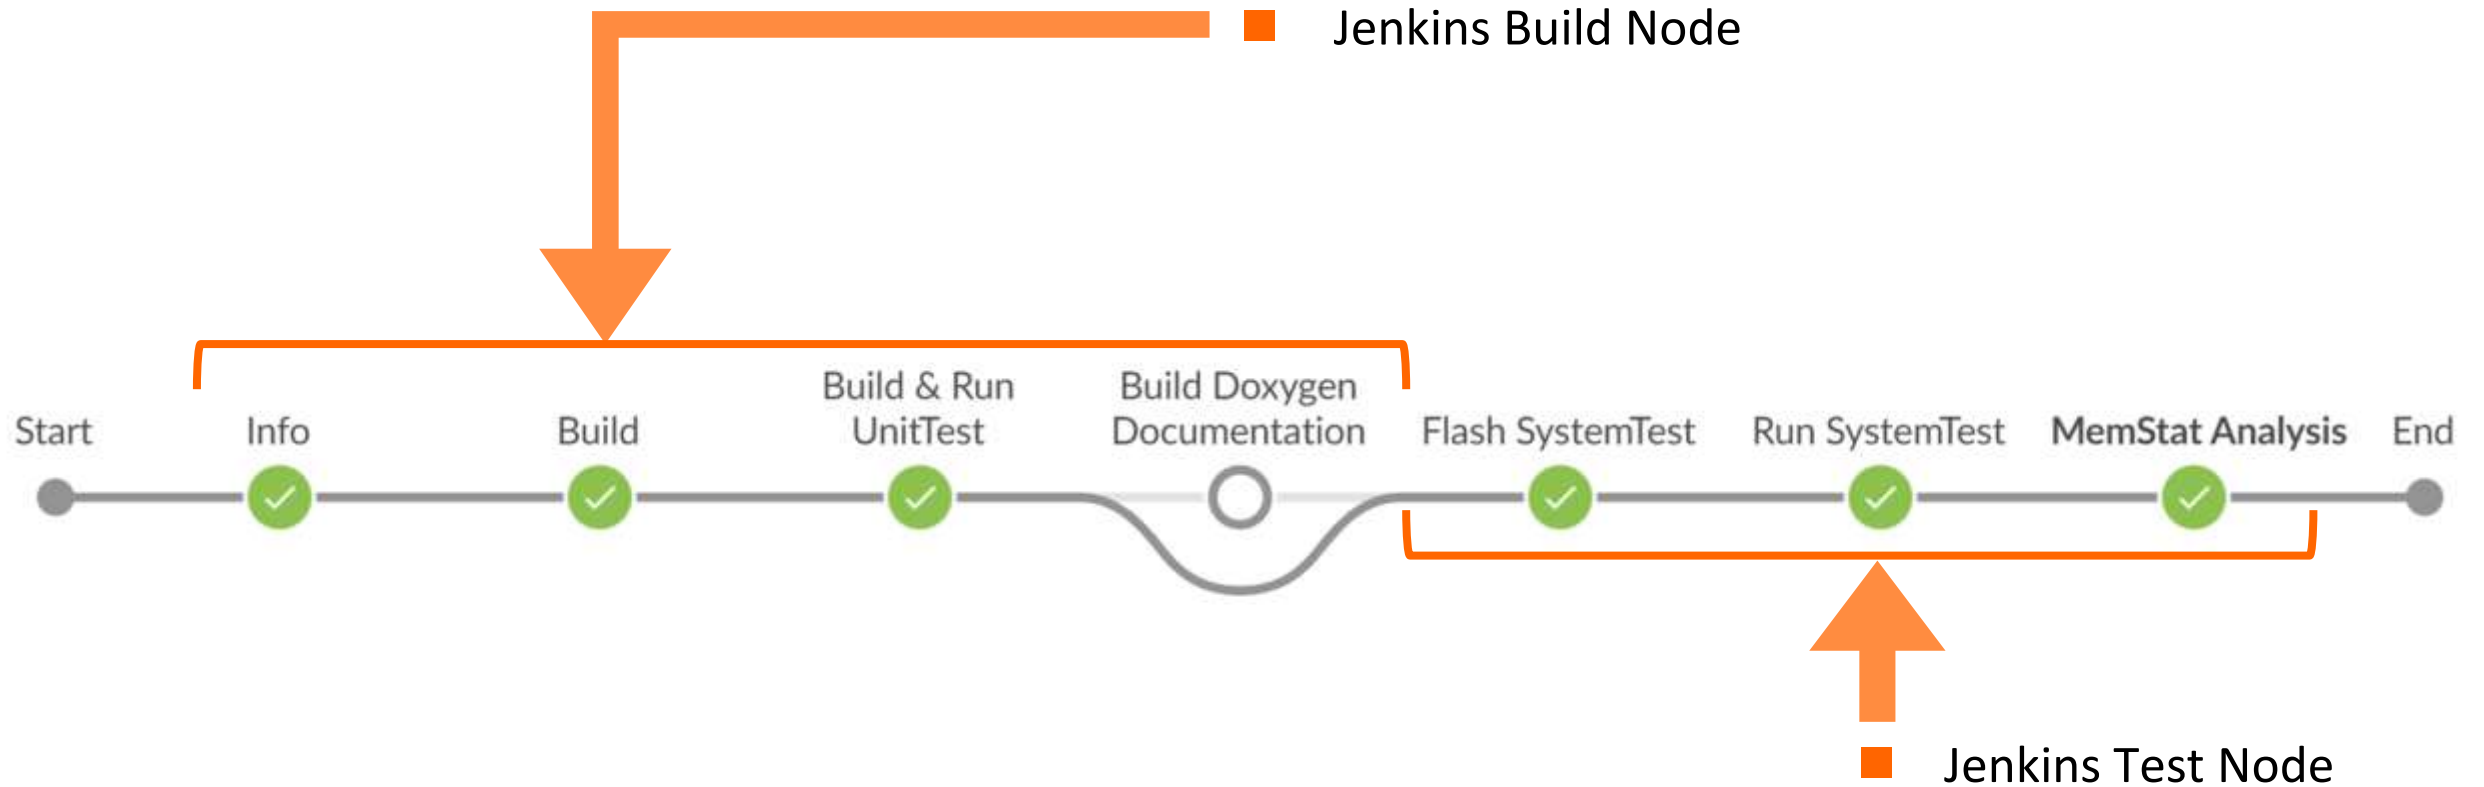 Jenkins Build Node
Build & Run
UnitTest
Build Doxygen
Documentation
Start
Info
Build
Flash SystemTest
Run SystemTest
MemStat Analysis
End
Jenkins Test Node